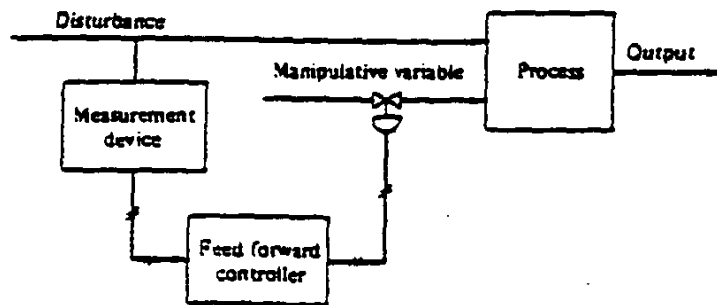 Disturbance
Manipulative variable
Process
Output
Measurement
device
Feed forward
controller